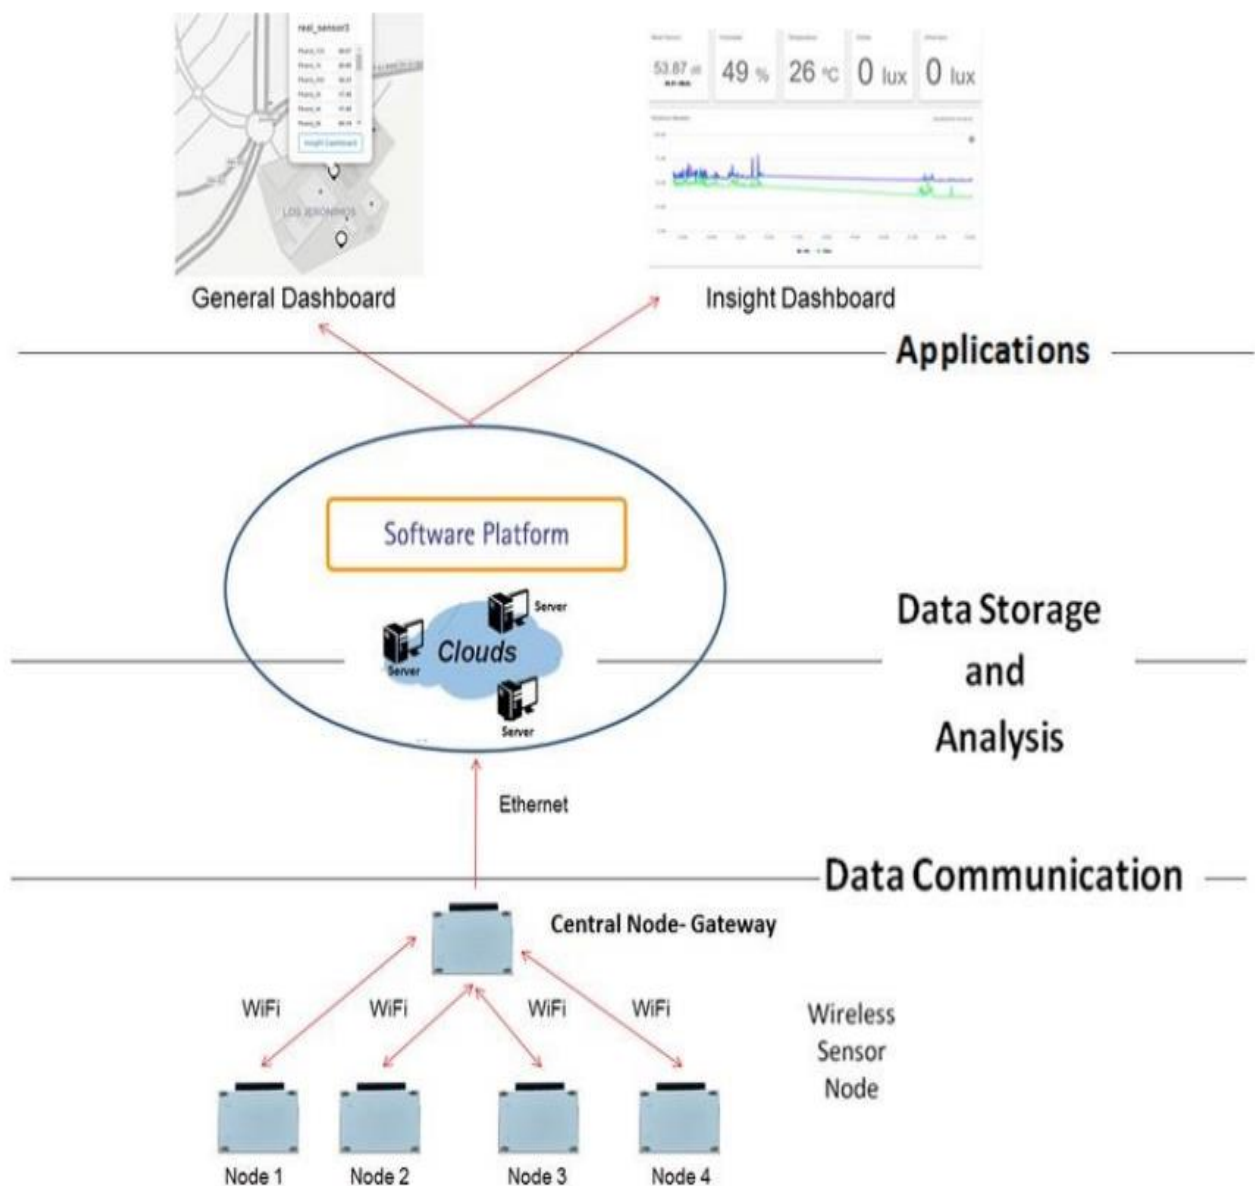 real_sensor3
Insight Dashboard
LOS JERONIMOS
53.87 dB
49 %
26 ºC
0 lux
0 lux
General Dashboard
Insight Dashboard
Applications
Software Platform
Server
Clouds
Server
Server
Data Storage
and
Analysis
Ethernet
Data Communication
Central Node- Gateway
WiFi
WiFi
WiFi
WiFi
Wireless
Sensor
Node
Node 1
Node 2
Node 3
Node 4